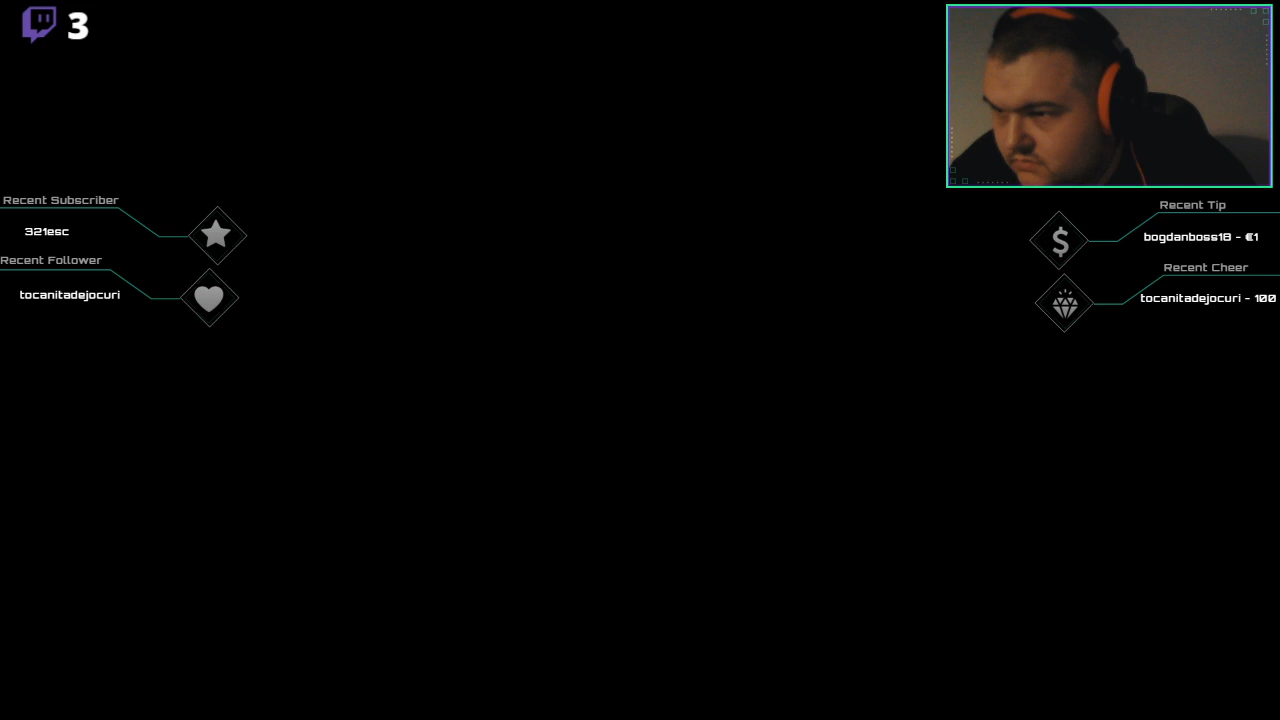 3
Recent Subscriber
321esc
Recent Follower
tocanitadejocuri
Recent Tip
bogdanboss18 - €1
Recent Cheer
tocanitadejocuri - 100